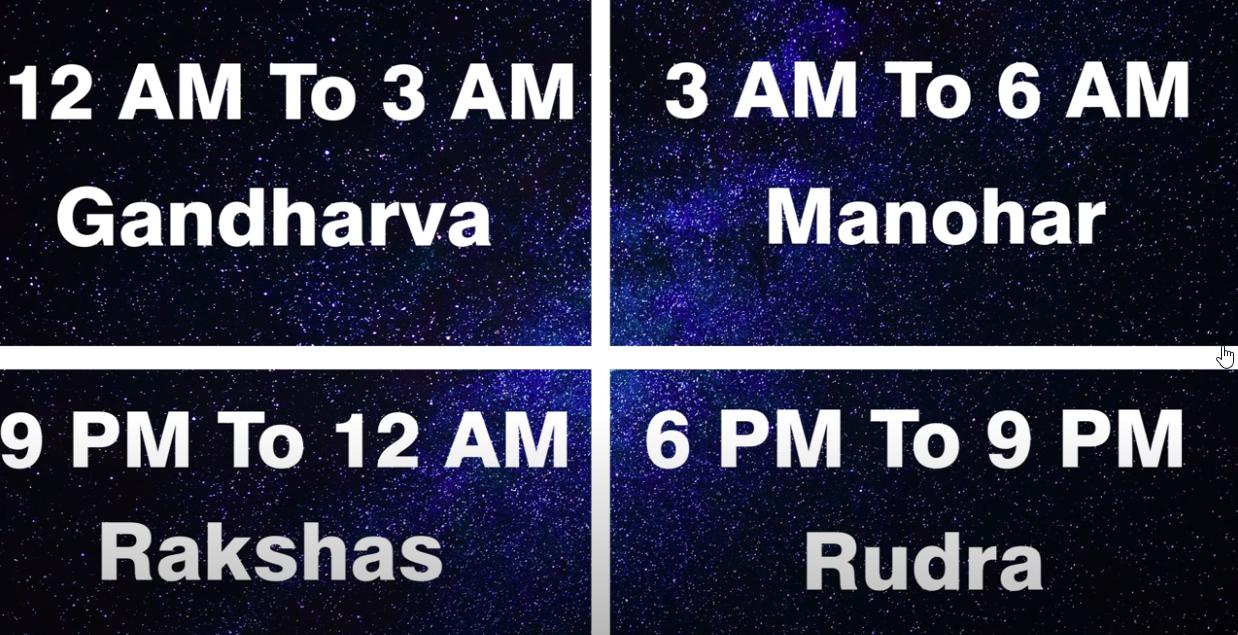 12 AM To 3 AM
Gandharva
3 AM To 6 AM
Manohar
9 PM To 12 AM
Rakshas
6 PM To 9 PM
Rudra